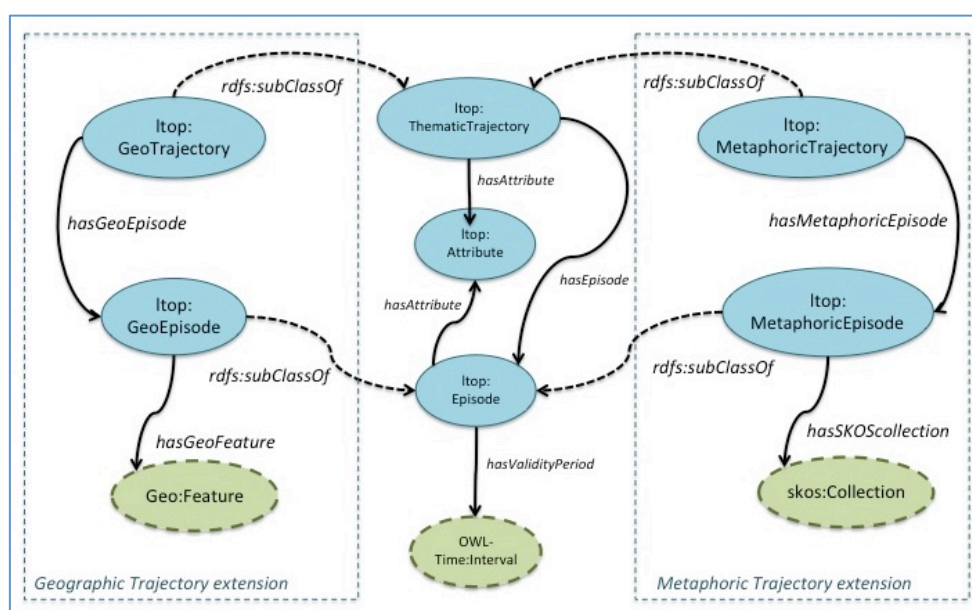 rdfs:subClassOf
rdfs:subClassOf
ltop:
GeoTrajectory
ltop:
ThematicTrajectory
ltop:
MetaphoricTrajectory
hasAttribute
hasGeoEpisode
hasMetaphoricEpisode
ltop:
Attribute
hasEpisode
hasAttribute
ltop:
GeoEpisode
ltop:
MetaphoricEpisode
rdfs:subClassOf
rdfs:subClassOf
ltop:
Episode
hasGeoFeature
hasSKOScollection
hasValidityPeriod
Geo:Feature
skos:Collection
OWL-
Time:Interval
Geographic Trajectory extension
Metaphoric Trajectory extension